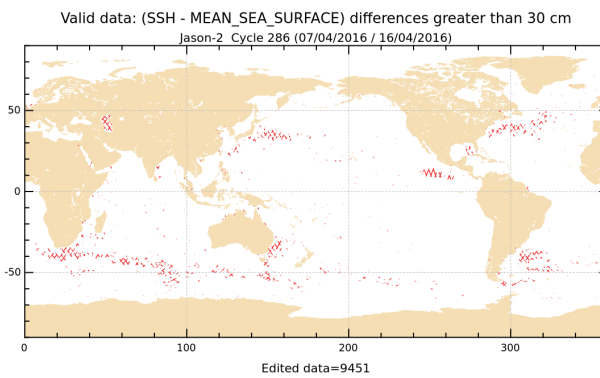 Valid data: (SSH - MEAN_SEA_SURFACE) differences greater than 30 cm
Jason-2 Cycle 286 (07/04/2016 / 16/04/2016)
50
0
-50
0 100 200 300
Edited data=9451